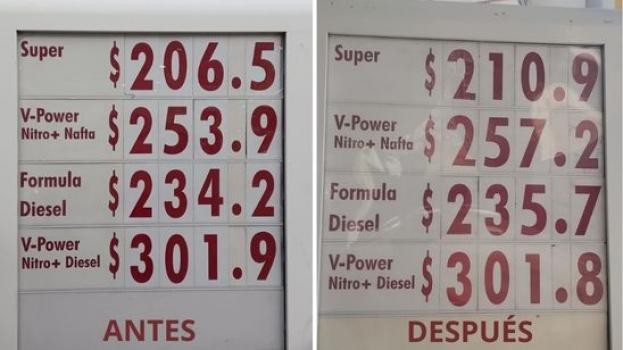 Super $206.5
V-Power
Nitro+ Nafta $253.9
Formula
Diesel $234.2
V-Power
Nitro+ Diesel $301.9
ANTES
Super $210.9
V-Power
Nitro+ Nafta $257.2
Formula
Diesel $235.7
V-Power
Nitro+ Diesel $301.8
DESPUÉS